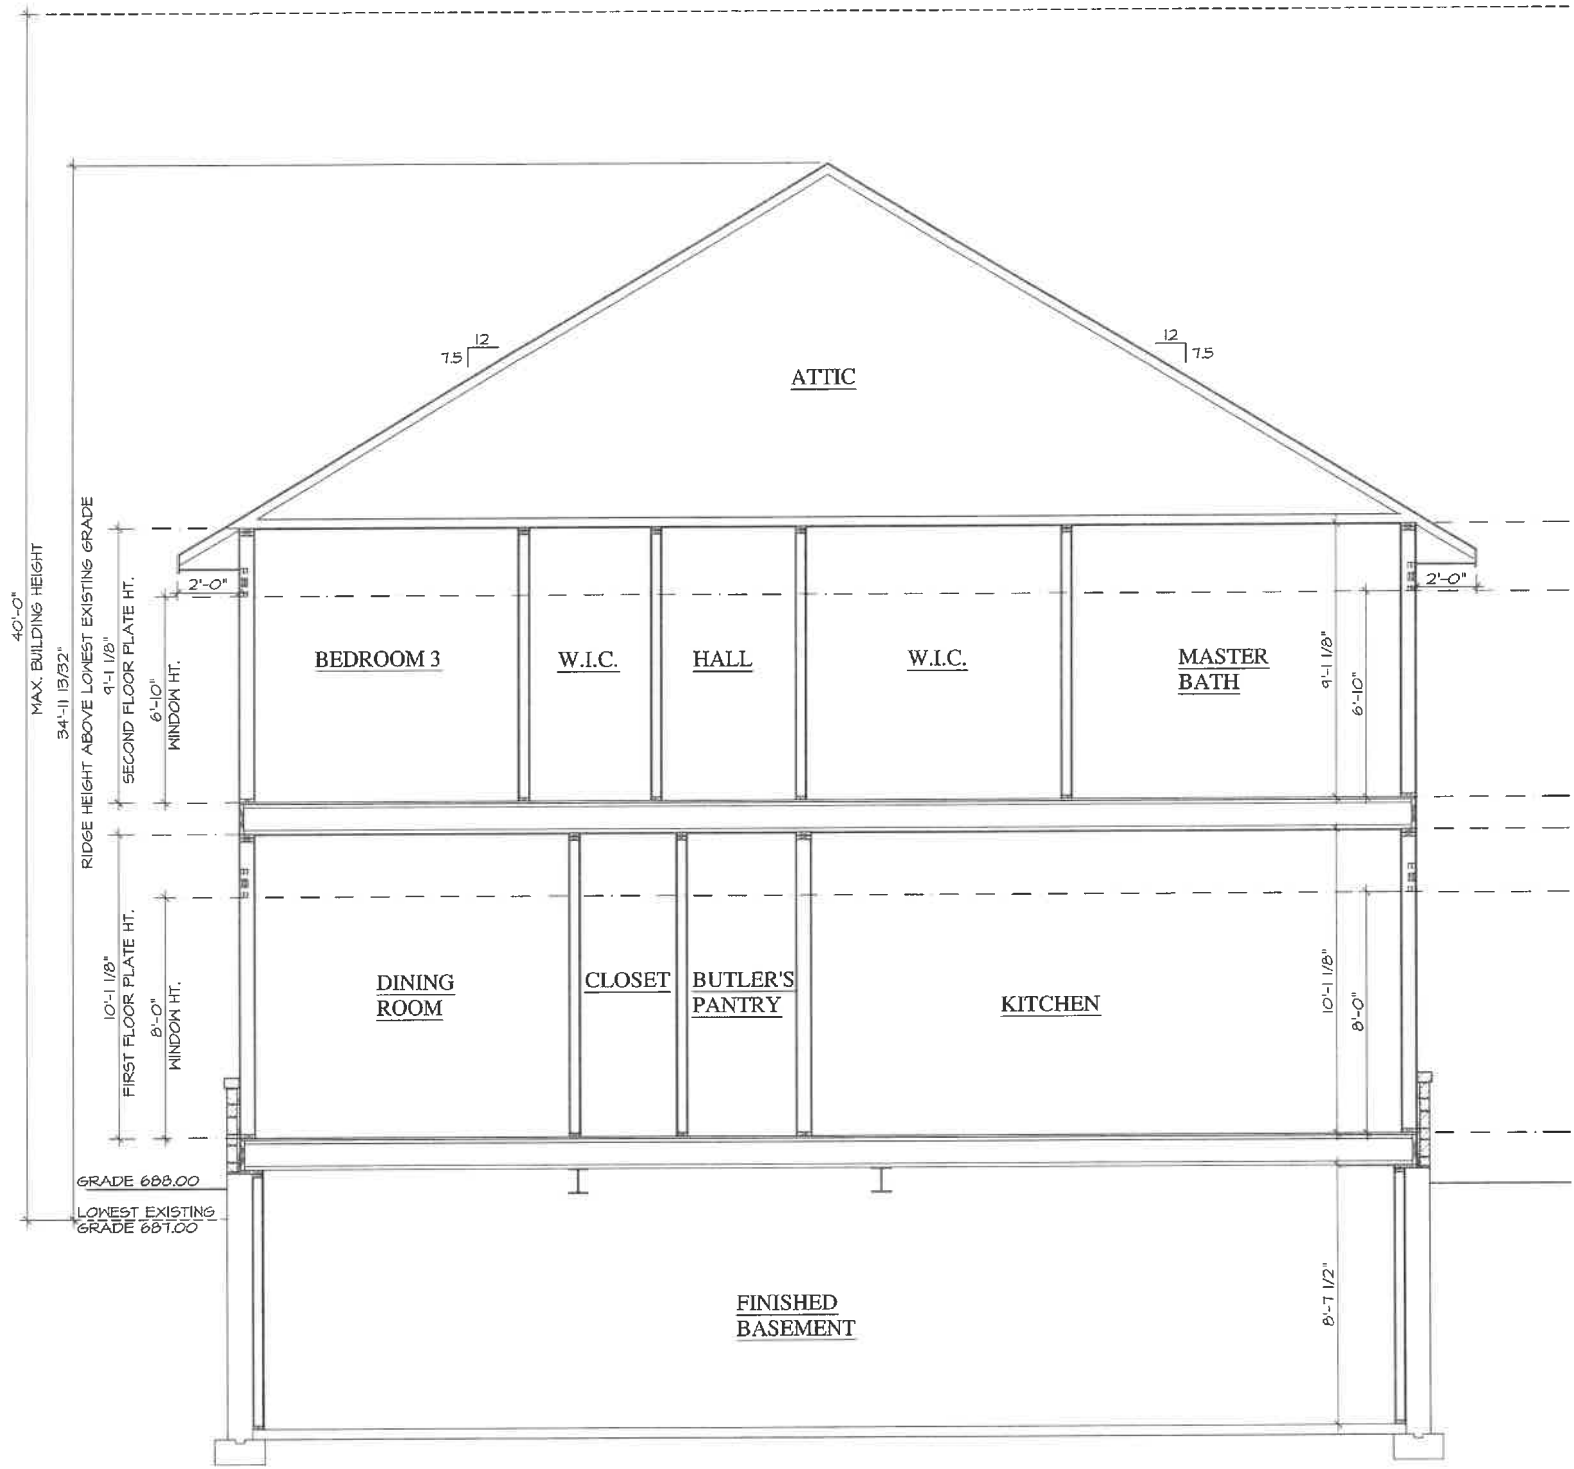 12
7.5
12
7.5
ATTIC
40'-0"
MAX. BUILDING HEIGHT
34'-11 13/32"
RIDGE HEIGHT ABOVE LOWEST EXISTING GRADE
9'-1 1/8"
SECOND FLOOR PLATE HT.
6'-10"
WINDOW HT.
2'-0"
2'-0"
BEDROOM 3
W.I.C.
HALL
W.I.C.
MASTER
BATH
9'-1 1/8"
6'-10"
10'-1 1/8"
FIRST FLOOR PLATE HT.
8'-0"
WINDOW HT.
DINING
ROOM
CLOSET
BUTLER'S
PANTRY
KITCHEN
10'-1 1/8"
8'-0"
GRADE 688.00
LOWEST EXISTING
GRADE 687.00
FINISHED
BASEMENT
8'-7 1/2"